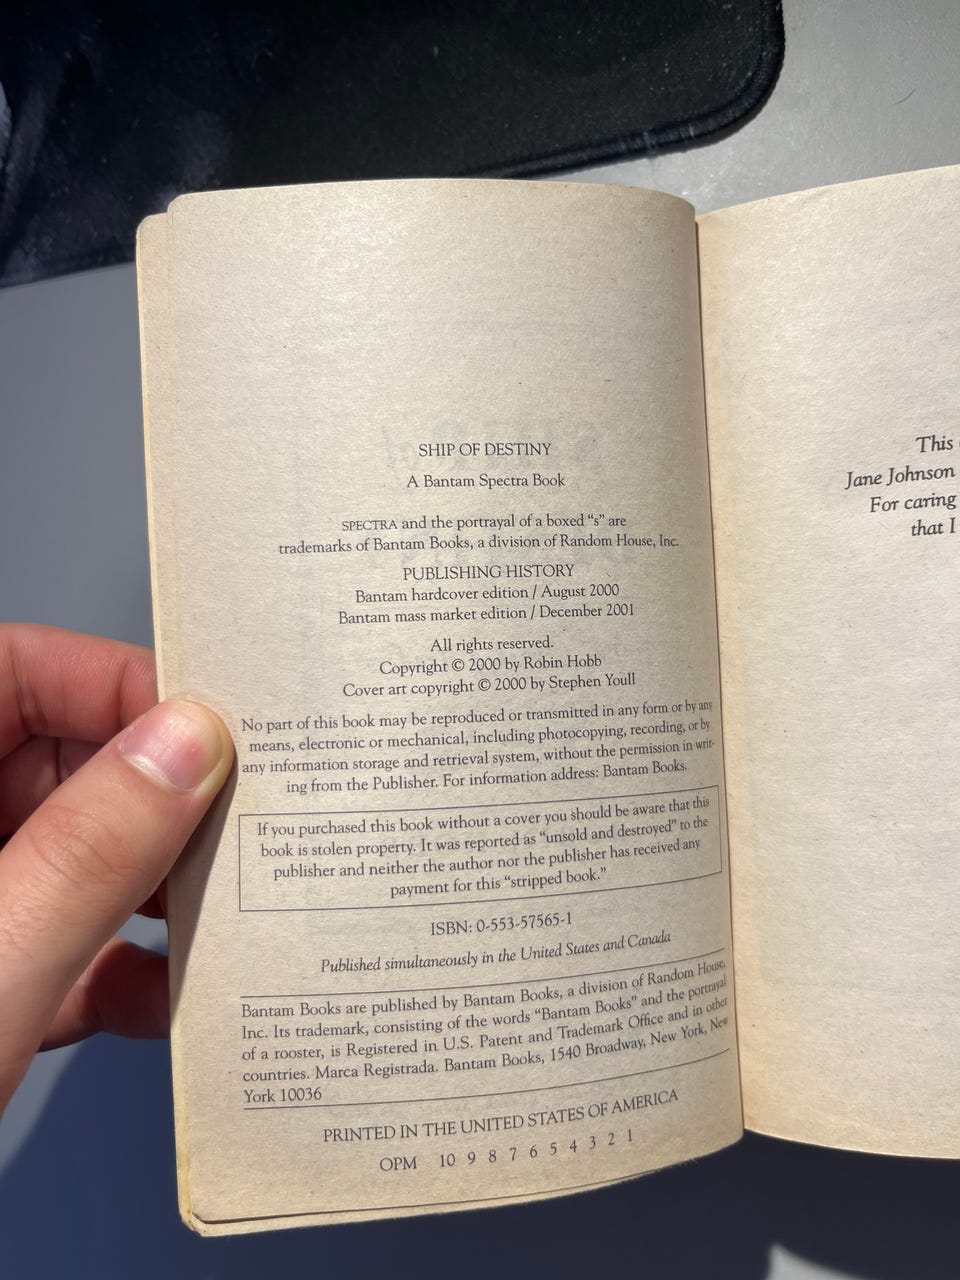 SHIP OF DESTINY
A Bantam Spectra Book
SPECTRA and the portrayal of a boxed “s” are
trademarks of Bantam Books, a division of Random House, Inc.
PUBLISHING HISTORY
Bantam hardcover edition / August 2000
Bantam mass market edition / December 2001
All rights reserved.
Copyright © 2000 by Robin Hobb
Cover art copyright © 2000 by Stephen Youll
No part of this book may be reproduced or transmitted in any form or by any
means, electronic or mechanical, including photocopying, recording, or by
any information storage and retrieval system, without the permission in writ-
ing from the Publisher. For information address: Bantam Books.
If you purchased this book without a cover you should be aware that this
book is stolen property. It was reported as “unsold and destroyed” to the
publisher and neither the author nor the publisher has received any
payment for this “stripped book.”
ISBN: 0-553-57565-1
Published simultaneously in the United States and Canada
Bantam Books are published by Bantam Books, a division of Random House,
Inc. Its trademark, consisting of the words “Bantam Books” and the portrayal
of a rooster, is Registered in U.S. Patent and Trademark Office and in other
countries. Marca Registrada. Bantam Books, 1540 Broadway, New York, New
York 10036
PRINTED IN THE UNITED STATES OF AMERICA
OPM 10 9 8 7 6 5 4 3 2 1
This
Jane Johnson
For caring
that I